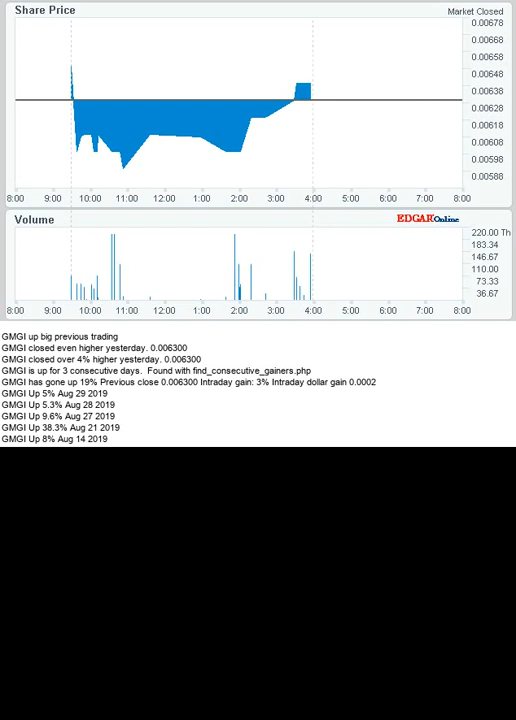 Share Price
Market Closed
0.00678
0.00668
0.00658
0.00648
0.00638
0.00628
0.00618
0.00608
0.00598
0.00588
8:00 10:00 11:00 12:00 1:00 2:00 3:00 4:00 5:00 6:00 7:00 8:00
Volume
EDGAR Online
220.00 Th
183.34
146.67
110.00
73.33
36.67
8:00 10:00 11:00 12:00 1:00 2:00 3:00 4:00 5:00 6:00 7:00 8:00
GMGI up big previous trading
GMGI closed even higher yesterday. 0.006300
GMGI closed over 4% higher yesterday. 0.006300
GMGI is up for 3 consecutive days. Found with find_consecutive_gainers.php
GMGI has gone up 19% Previous close 0.006300 Intraday gain: 3% Intraday dollar gain 0.0002
GMGI Up 5% Aug 29 2019
GMGI Up 5.3% Aug 28 2019
GMGI Up 9.6% Aug 27 2019
GMGI Up 38.3% Aug 21 2019
GMGI Up 8% Aug 14 2019